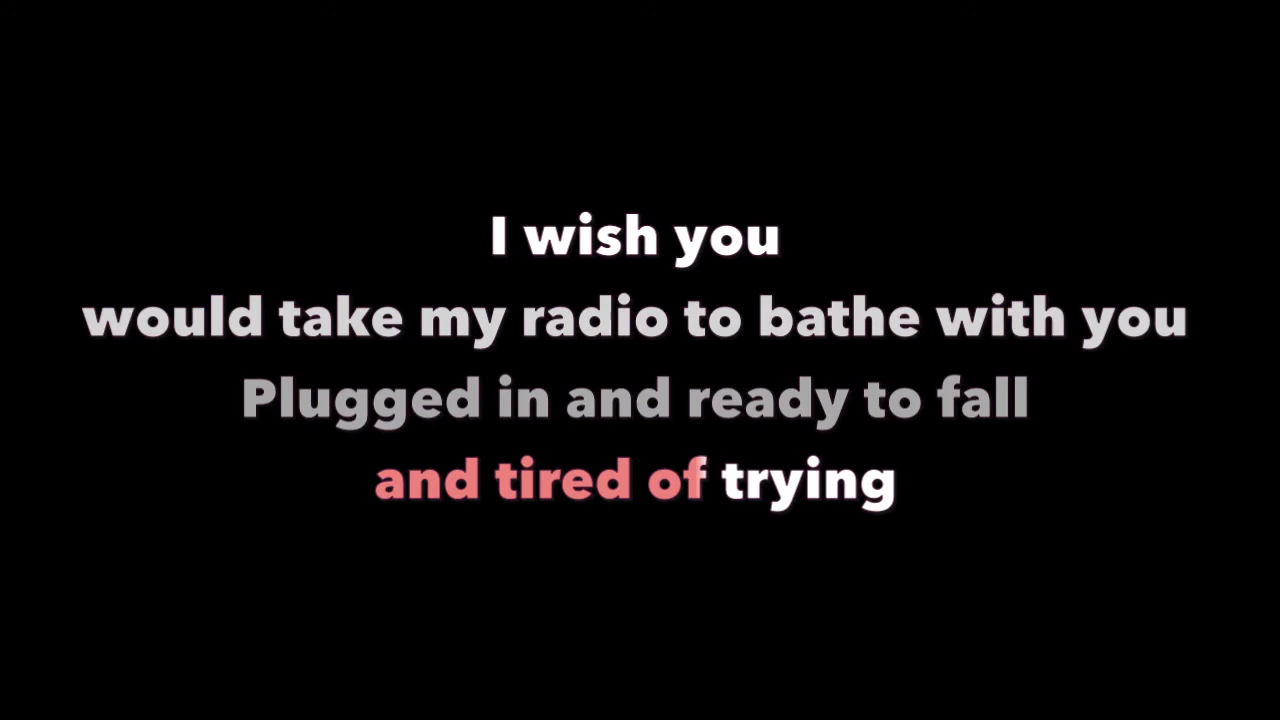 I wish you
would take my radio to bathe with you
Plugged in and ready to fall
and tired of trying